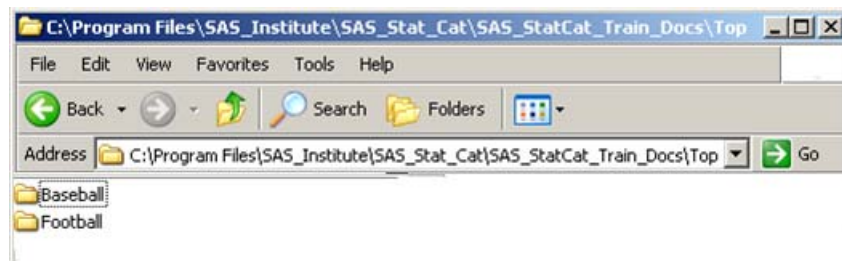 C:\Program Files\SAS_Institute\SAS_Stat_Cat\SAS_StatCat_Train_Docs\Top
File Edit View Favorites Tools Help
Back Search Folders
Address C:\Program Files\SAS_Institute\SAS_Stat_Cat\SAS_StatCat_Train_Docs\Top Go
Baseball
Football